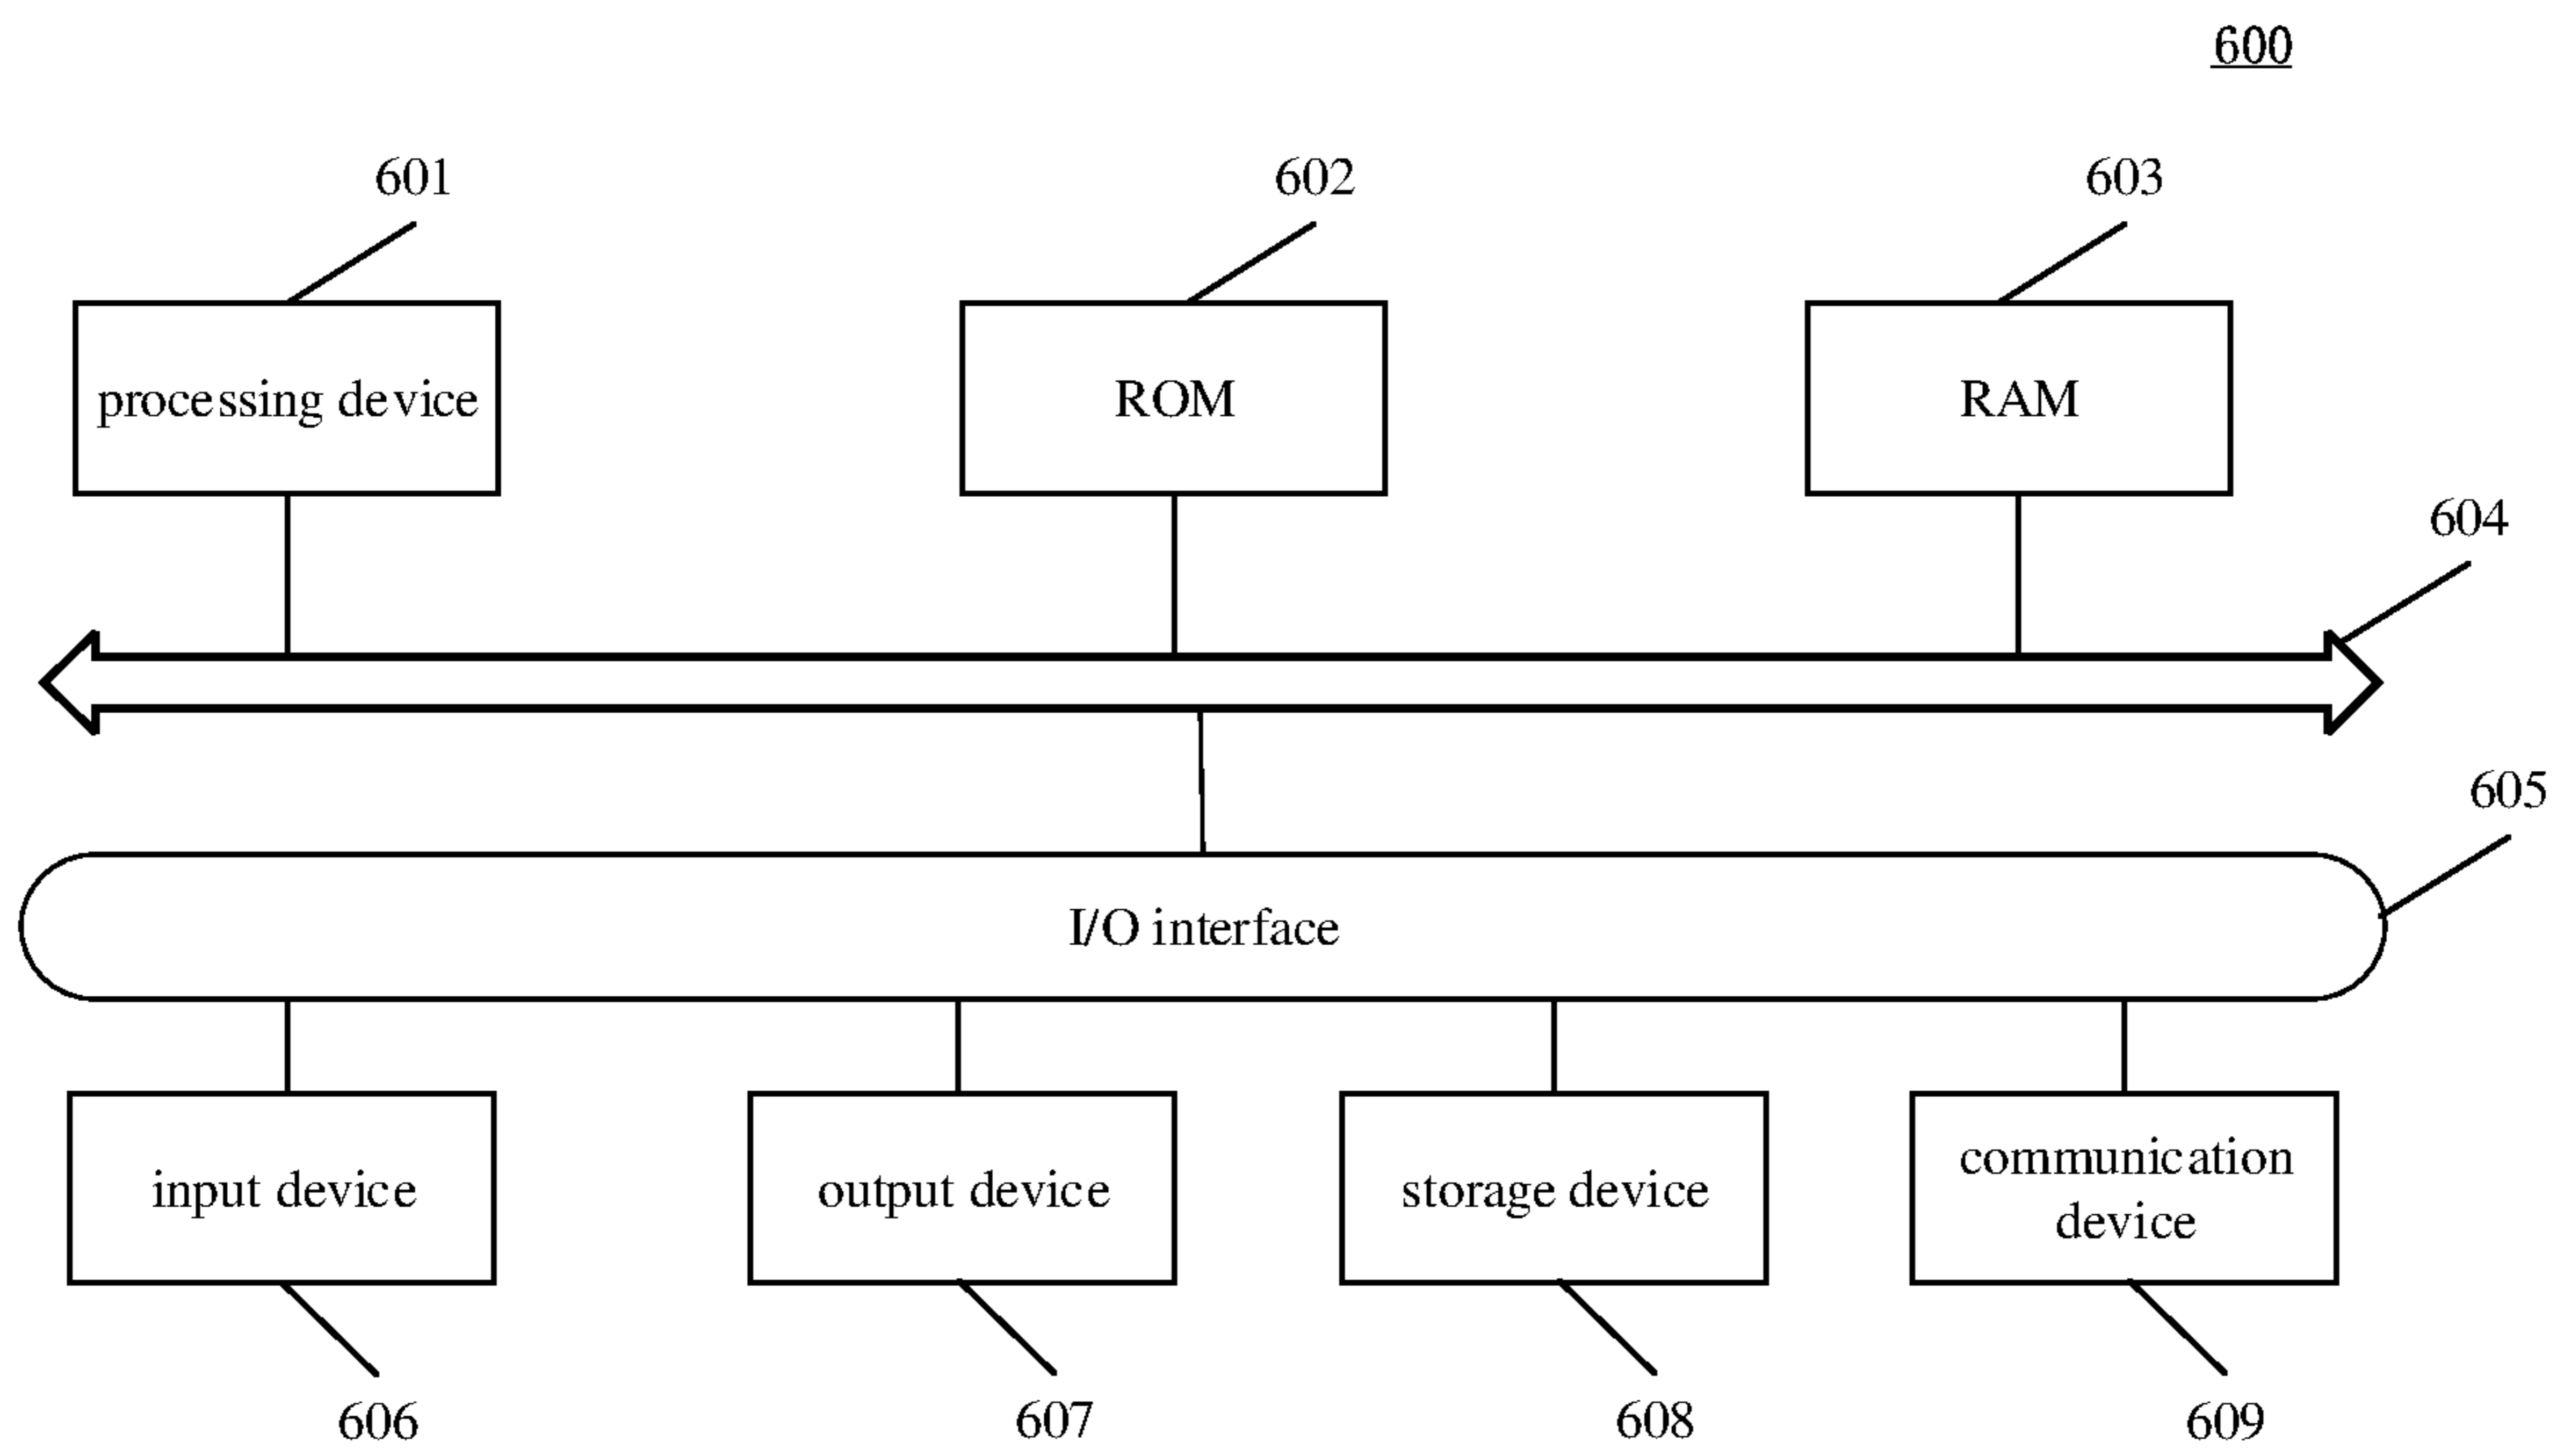 600
601
602
603
processing device
ROM
RAM
604
605
I/O interface
input device
output device
storage device
communication
device
606
607
608
609